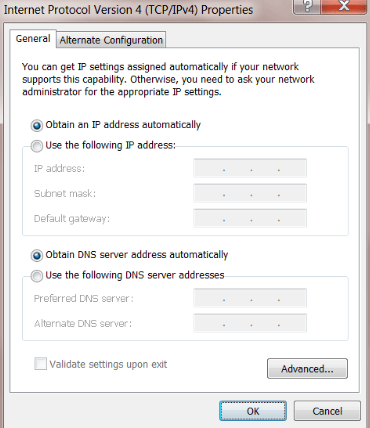 Internet Protocol Version 4 (TCP/IPv4) Properties
General
Alternate Configuration
You can get IP settings assigned automatically if your network
supports this capability. Otherwise, you need to ask your network
administrator for the appropriate IP settings.
Obtain an IP address automatically
Use the following IP address:
IP address:
Subnet mask:
Default gateway:
Obtain DNS server address automatically
Use the following DNS server addresses
Preferred DNS server:
Alternate DNS server:
Validate settings upon exit
Advanced...
OK
Cancel